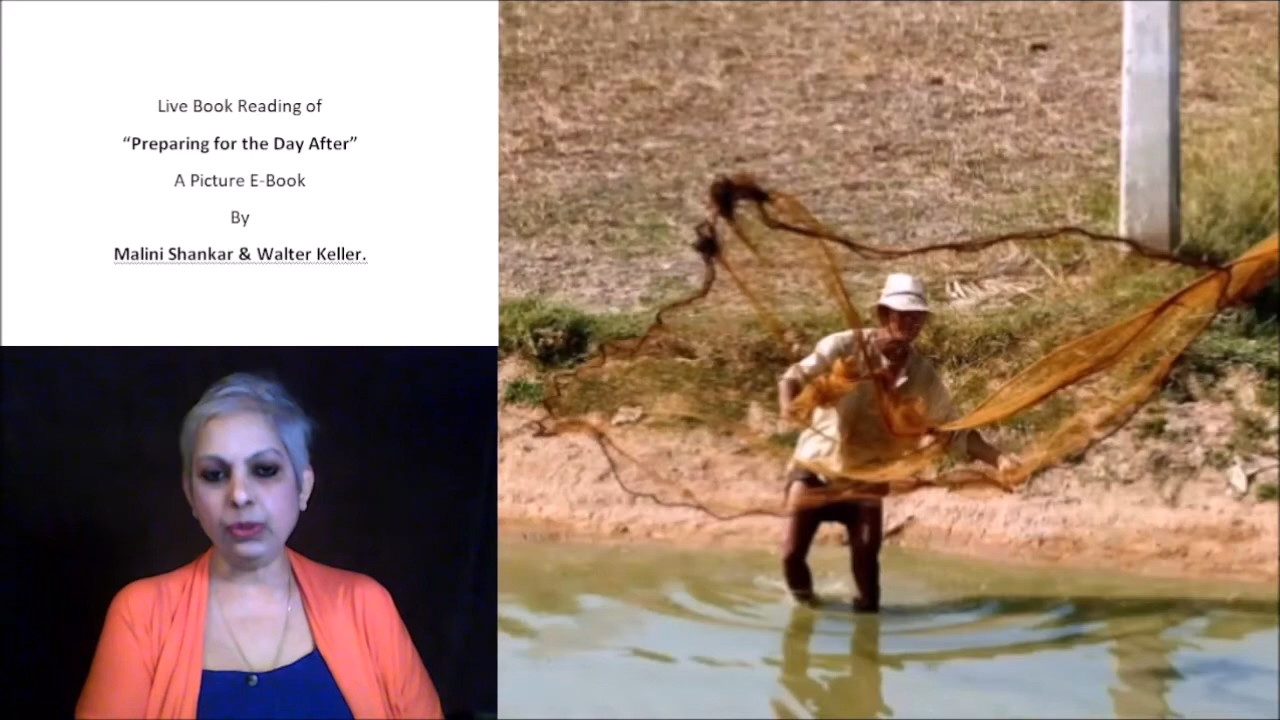 Live Book Reading of
“Preparing for the Day After”
A Picture E-Book
By
Malini Shankar & Walter Keller.